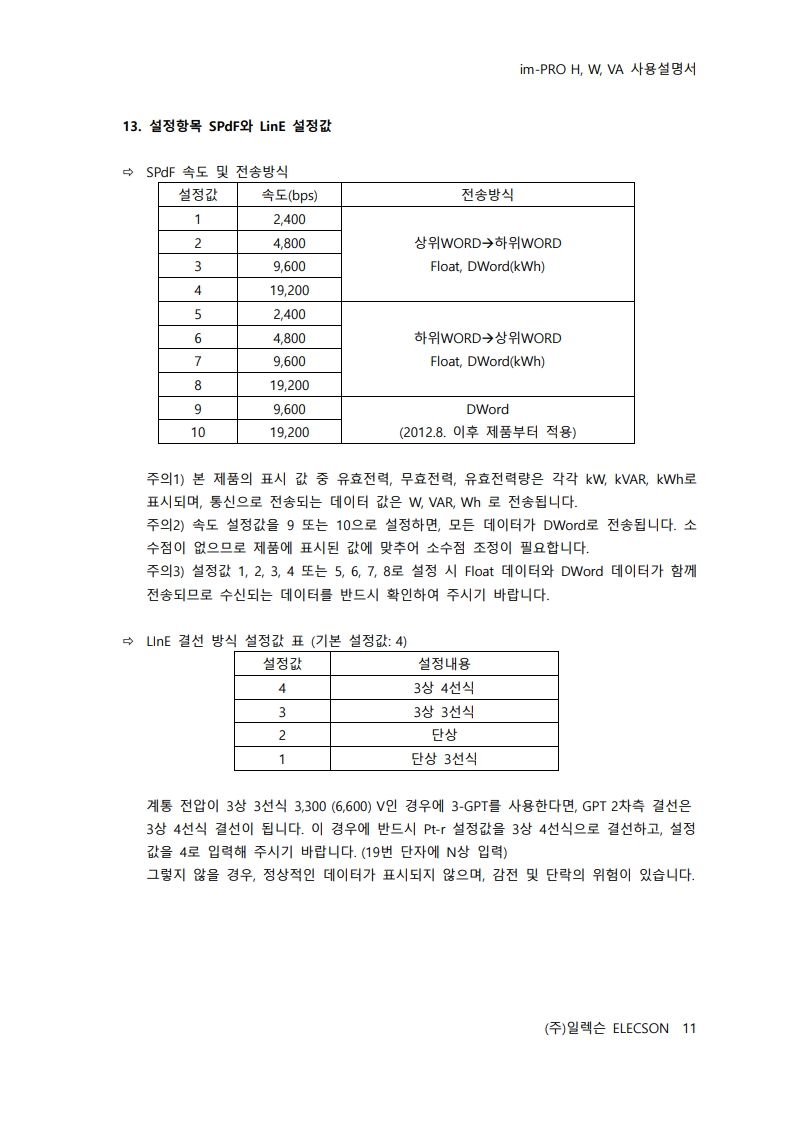 im-PRO H, W, VA 사용설명서
13. 설정항목 SPdF와 LinE 설정값
⇨ SPdF 속도 및 전송방식
설정값 속도(bps) 전송방식
1 2,400
2 4,800 상위WORD→하위WORD
3 9,600 Float, DWord(kWh)
4 19,200
5 2,400
6 4,800 하위WORD→상위WORD
7 9,600 Float, DWord(kWh)
8 19,200
9 9,600 DWord
10 19,200 (2012.8. 이후 제품부터 적용)
주의1) 본 제품의 표시 값 중 유효전력, 무효전력, 유효전력량은 각각 kW, kVAR, kWh로
표시되며, 통신으로 전송되는 데이터 값은 W, VAR, Wh 로 전송됩니다.
주의2) 속도 설정값을 9 또는 10으로 설정하면, 모든 데이터가 DWord로 전송됩니다. 소
수점이 없으므로 제품에 표시된 값에 맞추어 소수점 조정이 필요합니다.
주의3) 설정값 1, 2, 3, 4 또는 5, 6, 7, 8로 설정 시 Float 데이터와 DWord 데이터가 함께
전송되므로 수신되는 데이터를 반드시 확인하여 주시기 바랍니다.
⇨ LInE 결선 방식 설정값 표 (기본 설정값: 4)
설정값 설정내용
4 3상 4선식
3 3상 3선식
2 단상
1 단상 3선식
계통 전압이 3상 3선식 3,300 (6,600) V인 경우에 3-GPT를 사용한다면, GPT 2차측 결선은
3상 4선식 결선이 됩니다. 이 경우에 반드시 Pt-r 설정값을 3상 4선식으로 결선하고, 설정
값을 4로 입력해 주시기 바랍니다. (19번 단자에 N상 입력)
그렇지 않을 경우, 정상적인 데이터가 표시되지 않으며, 감전 및 단락의 위험이 있습니다.
(주)일렉슨 ELECSON 11